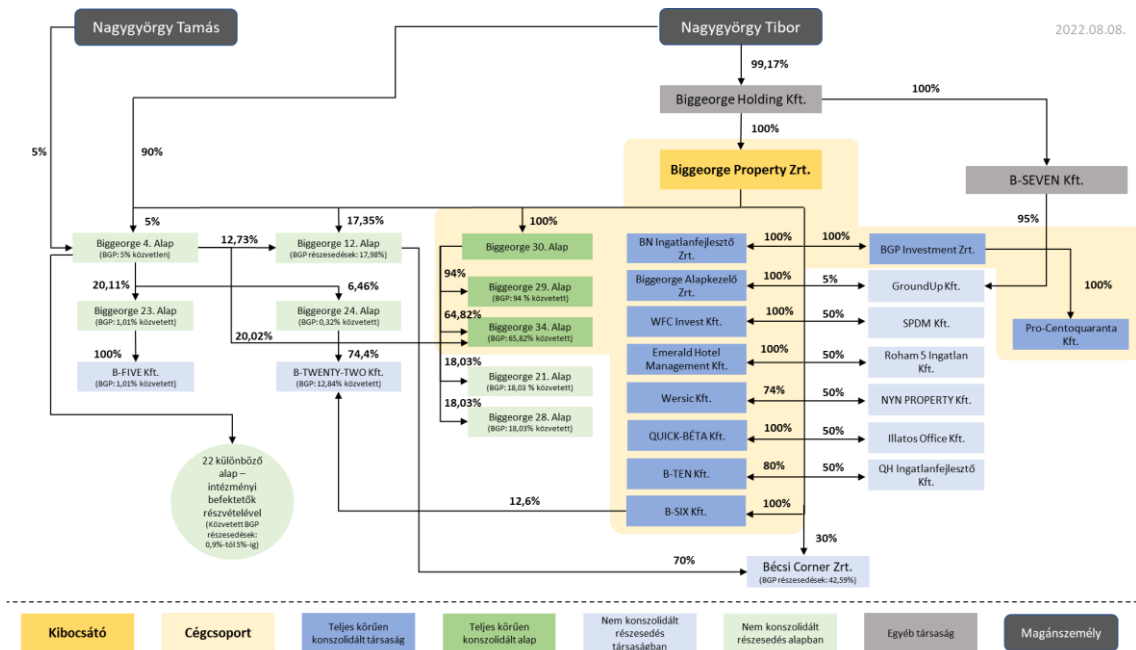 Nagygyörgy Tamás
Nagygyörgy Tibor
2022.08.08.
99,17%
Biggeorge Holding Kft.
100%
100%
5%
90%
Biggeorge Property Zrt.
B-SEVEN Kft.
5%
17,35%
100%
95%
Biggeorge 4. Alap
(BGP: 5% közvetlen)
12,73%
Biggeorge 12. Alap
(BGP részesedések: 17,98%)
Biggeorge 30. Alap
BN Ingatlanfejlesztő
Zrt.
100%
100%
BGP Investment Zrt.
94%
Biggeorge 29. Alap
(BGP: 94 % közvetett)
Biggeorge Alapkezelő
Zrt.
100%
5%
GroundUp Kft.
100%
20,11%
6,46%
Biggeorge 23. Alap
(BGP: 1,01% közvetett)
Biggeorge 24. Alap
(BGP: 0,32% közvetett)
64,82%
Biggeorge 34. Alap
(BGP: 65,82% közvetett)
20,02%
WFC Invest Kft.
100%
50%
SPDM Kft.
Pro-Centoquaranta
Kft.
100%
B-FIVE Kft.
(BGP: 1,01% közvetett)
74,4%
B-TWENTY-TWO Kft.
(BGP: 12,84% közvetett)
18,03%
Biggeorge 21. Alap
(BGP: 18,03 % közvetett)
Emerald Hotel
Management Kft.
100%
50%
Roham 5 Ingatlan
Kft.
18,03%
Biggeorge 28. Alap
(BGP: 18,03% közvetett)
Wersic Kft.
74%
50%
NYN PROPERTY Kft.
QUICK-BÉTA Kft.
100%
50%
Illatos Office Kft.
22 különböző
alap –
intézményi
befektetők
részvételével
(Közvetett BGP
részesedések:
0,9%-tól 5%-ig)
B-TEN Kft.
80%
50%
QH Ingatlanfejlesztő
Kft.
12,6%
B-SIX Kft.
100%
30%
70%
Bécsi Corner Zrt.
(BGP részesedések: 42,59%)
Kibocsátó
Cégcsoport
Teljes körűen
konszolidált társaság
Teljes körűen
konszolidált alap
Nem konszolidált
részesedés
társaságban
Nem konszolidált
részesedés alapban
Egyéb társaság
Magánszemély